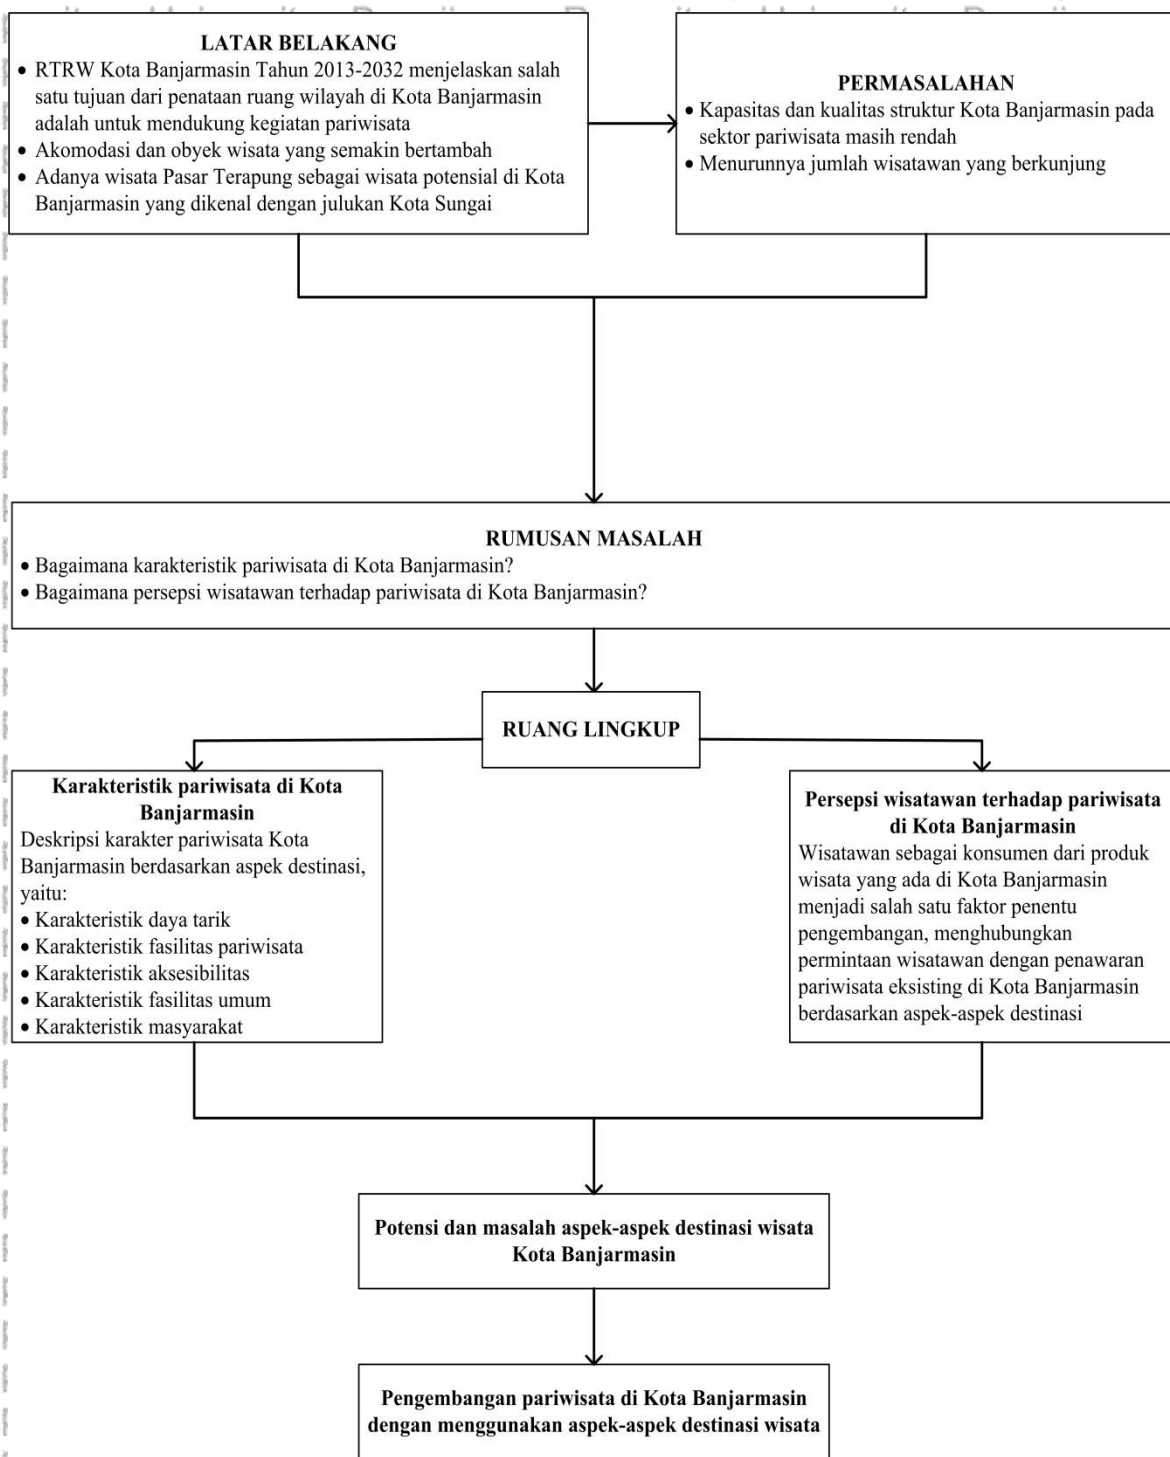 LATAR BELAKANG
• RTRW Kota Banjarmasin Tahun 2013-2032 menjelaskan salah
satu tujuan dari penataan ruang wilayah di Kota Banjarmasin
adalah untuk mendukung kegiatan pariwisata
• Akomodasi dan obyek wisata yang semakin bertambah
• Adanya wisata Pasar Terapung sebagai wisata potensial di Kota
Banjarmasin yang dikenal dengan julukan Kota Sungai
PERMASALAHAN
• Kapasitas dan kualitas struktur Kota Banjarmasin pada
sektor pariwisata masih rendah
• Menurunnya jumlah wisatawan yang berkunjung
RUMUSAN MASALAH
• Bagaimana karakteristik pariwisata di Kota Banjarmasin?
• Bagaimana persepsi wisatawan terhadap pariwisata di Kota Banjarmasin?
RUANG LINGKUP
Karakteristik pariwisata di Kota
Banjarmasin
Deskripsi karakter pariwisata Kota
Banjarmasin berdasarkan aspek destinasi,
yaitu:
• Karakteristik daya tarik
• Karakteristik fasilitas pariwisata
• Karakteristik aksesibilitas
• Karakteristik fasilitas umum
• Karakteristik masyarakat
Persepsi wisatawan terhadap pariwisata
di Kota Banjarmasin
Wisatawan sebagai konsumen dari produk
wisata yang ada di Kota Banjarmasin
menjadi salah satu faktor penentu
pengembangan, menghubungkan
permintaan wisatawan dengan penawaran
pariwisata eksisting di Kota Banjarmasin
berdasarkan aspek-aspek destinasi
Potensi dan masalah aspek-aspek destinasi wisata
Kota Banjarmasin
Pengembangan pariwisata di Kota Banjarmasin
dengan menggunakan aspek-aspek destinasi wisata